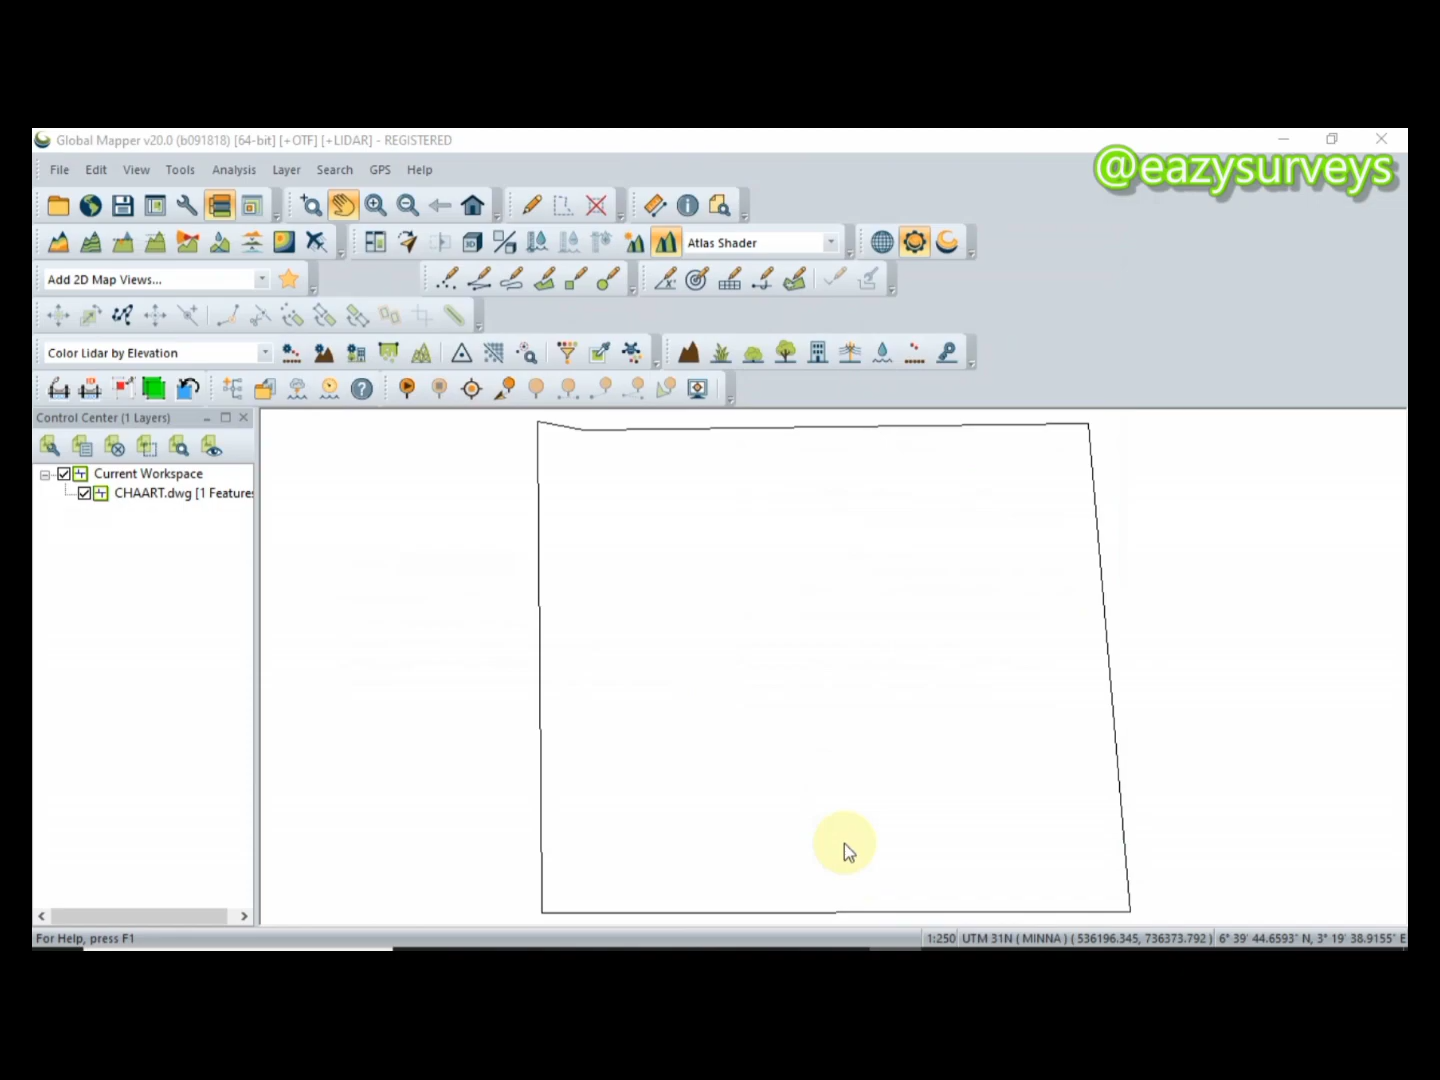 Global Mapper v20.0 (b091818) [64-bit] [+OTF] [+LIDAR] - REGISTERED
@eazysurveys
File Edit View Tools Analysis Layer Search GPS Help
Atlas Shader
Add 2D Map Views...
Color Lidar by Elevation
Control Center (1 Layers)
Current Workspace
CHAART.dwg [1 Features
For Help, press F1
1:250 UTM 31N ( MINNA ) ( 536196.345, 736373.792 ) 6° 39' 44.6593" N, 3° 19' 38.9155" E